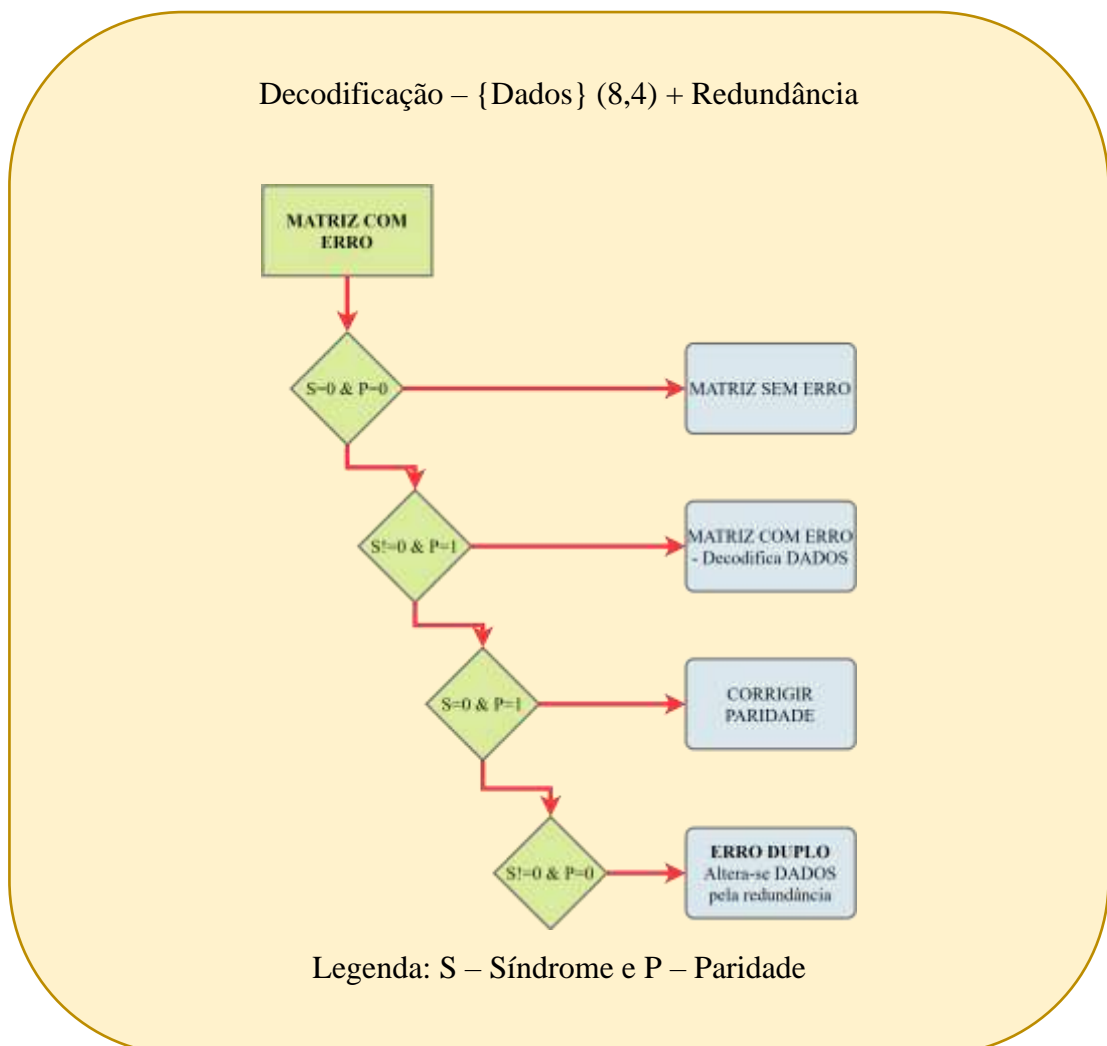 Decodificação – {Dados} (8,4) + Redundância
MATRIZ COM
ERRO
S=0 & P=0
MATRIZ SEM ERRO
S!=0 & P=1
MATRIZ COM ERRO
- Decodifica DADOS
S=0 & P=1
CORRIGIR
PARIDADE
S!=0 & P=0
ERRO DUPLO
Altera-se DADOS
pela redundância
Legenda: S – Síndrome e P – Paridade